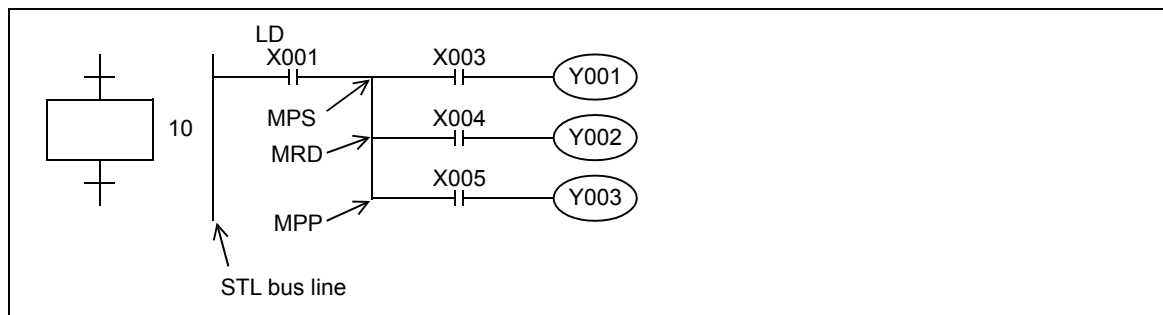 LD
X001 X003 Y001
MPS
10
X004 Y002
MRD
X005 Y003
MPP
STL bus line